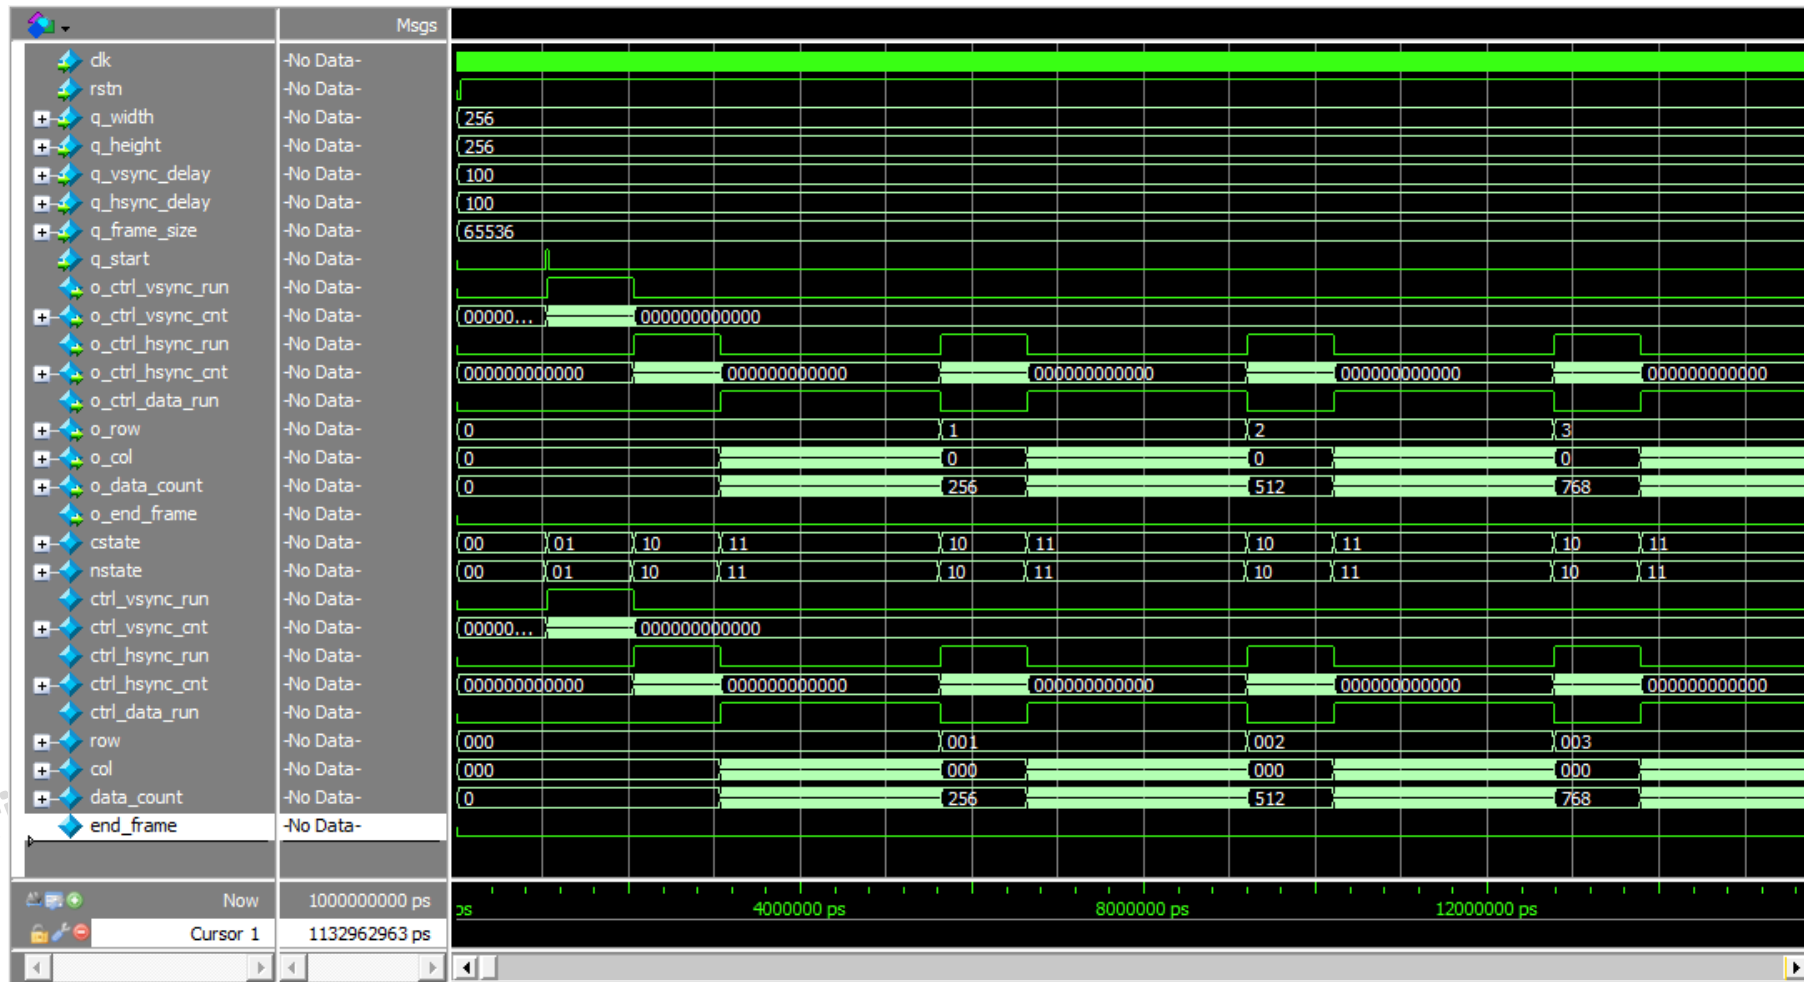 Msgs
clk -No Data-
rstn -No Data-
q_width -No Data- 256
q_height -No Data- 256
q_vsync_delay -No Data- 100
q_hsync_delay -No Data- 100
q_frame_size -No Data- 65536
q_start -No Data-
o_ctrl_vsync_run -No Data-
o_ctrl_vsync_cnt -No Data- 00000... 000000000000
o_ctrl_hsync_run -No Data-
o_ctrl_hsync_cnt -No Data- 000000000000 000000000000 000000000000 000000000000 000000000000
o_ctrl_data_run -No Data-
o_row -No Data- 0 1 2 3
o_col -No Data- 0 0 0 0
o_data_count -No Data- 0 256 512 768
o_end_frame -No Data-
cstate -No Data- 00 01 10 11 10 11 10 11 10 11
nstate -No Data- 00 01 10 11 10 11 10 11 10 11
ctrl_vsync_run -No Data-
ctrl_vsync_cnt -No Data- 00000... 000000000000
ctrl_hsync_run -No Data-
ctrl_hsync_cnt -No Data- 000000000000 000000000000 000000000000 000000000000 000000000000
ctrl_data_run -No Data-
row -No Data- 000 001 002 003
col -No Data- 000 000 000 000
data_count -No Data- 0 256 512 768
end_frame -No Data-
Now 1000000000 ps ps 4000000 ps 8000000 ps 12000000 ps
Cursor 1 1132962963 ps